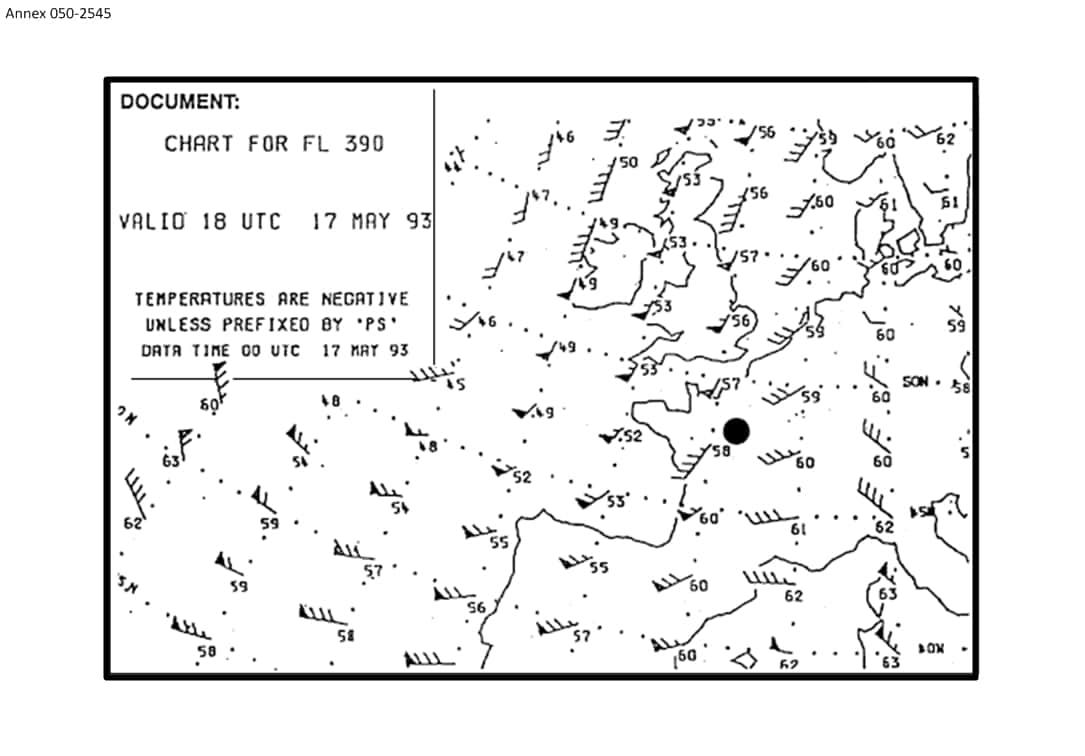 Annex 050-2545
DOCUMENT:
CHART FOR FL 390
VALID 18 UTC 17 MAY 93
TEMPERATURES ARE NEGATIVE
UNLESS PREFIXED BY 'PS'
DATA TIME 00 UTC 17 MAY 93
46 53 56 59 60 62
50
47 53 56 60 61 61
49 53
47 57 60 60 60
49
46 53 56 59 60 59
49 53
45 57 59 60 50N 58
60 48
49 52
63 54 48 58 60 60 5
52
62 59 54 53 60 61 62 45N
55
59 57 55 60 62 63
56
58 58 57 60 62 63 40N